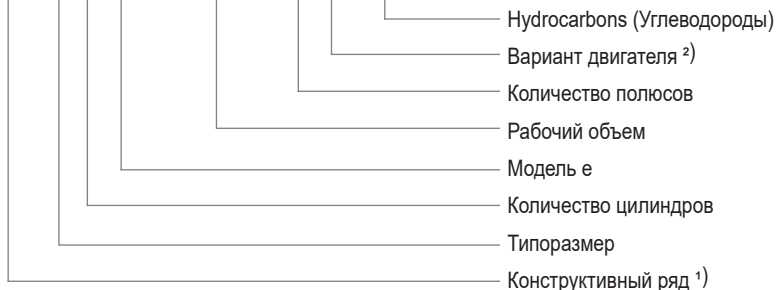 Hydrocarbons (Углеводороды)
Вариант двигателя ²)
Количество полюсов
Рабочий объем
Модель e
Количество цилиндров
Типоразмер
Конструктивный ряд ¹)